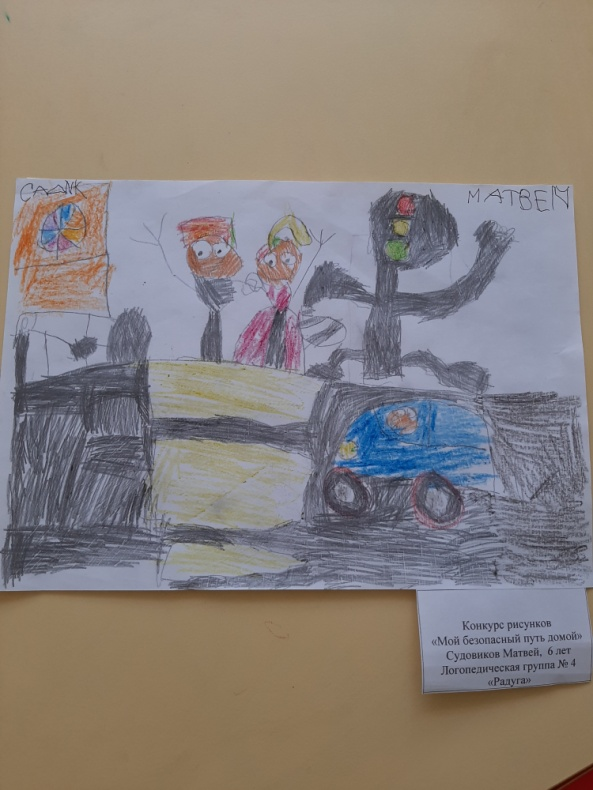 САДИК
МАТВЕЙ
Конкурс рисунков
«Мой безопасный путь домой»
Судовиков Матвей, 6 лет
Логопедическая группа № 4
«Радуга»